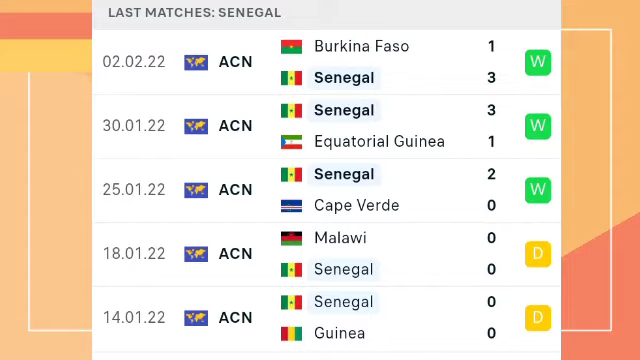 LAST MATCHES: SENEGAL
Burkina Faso 1
02.02.22 ACN W
Senegal 3
Senegal 3
30.01.22 ACN W
Equatorial Guinea 1
Senegal 2
25.01.22 ACN W
Cape Verde 0
Malawi 0
18.01.22 ACN D
Senegal 0
Senegal 0
14.01.22 ACN D
Guinea 0